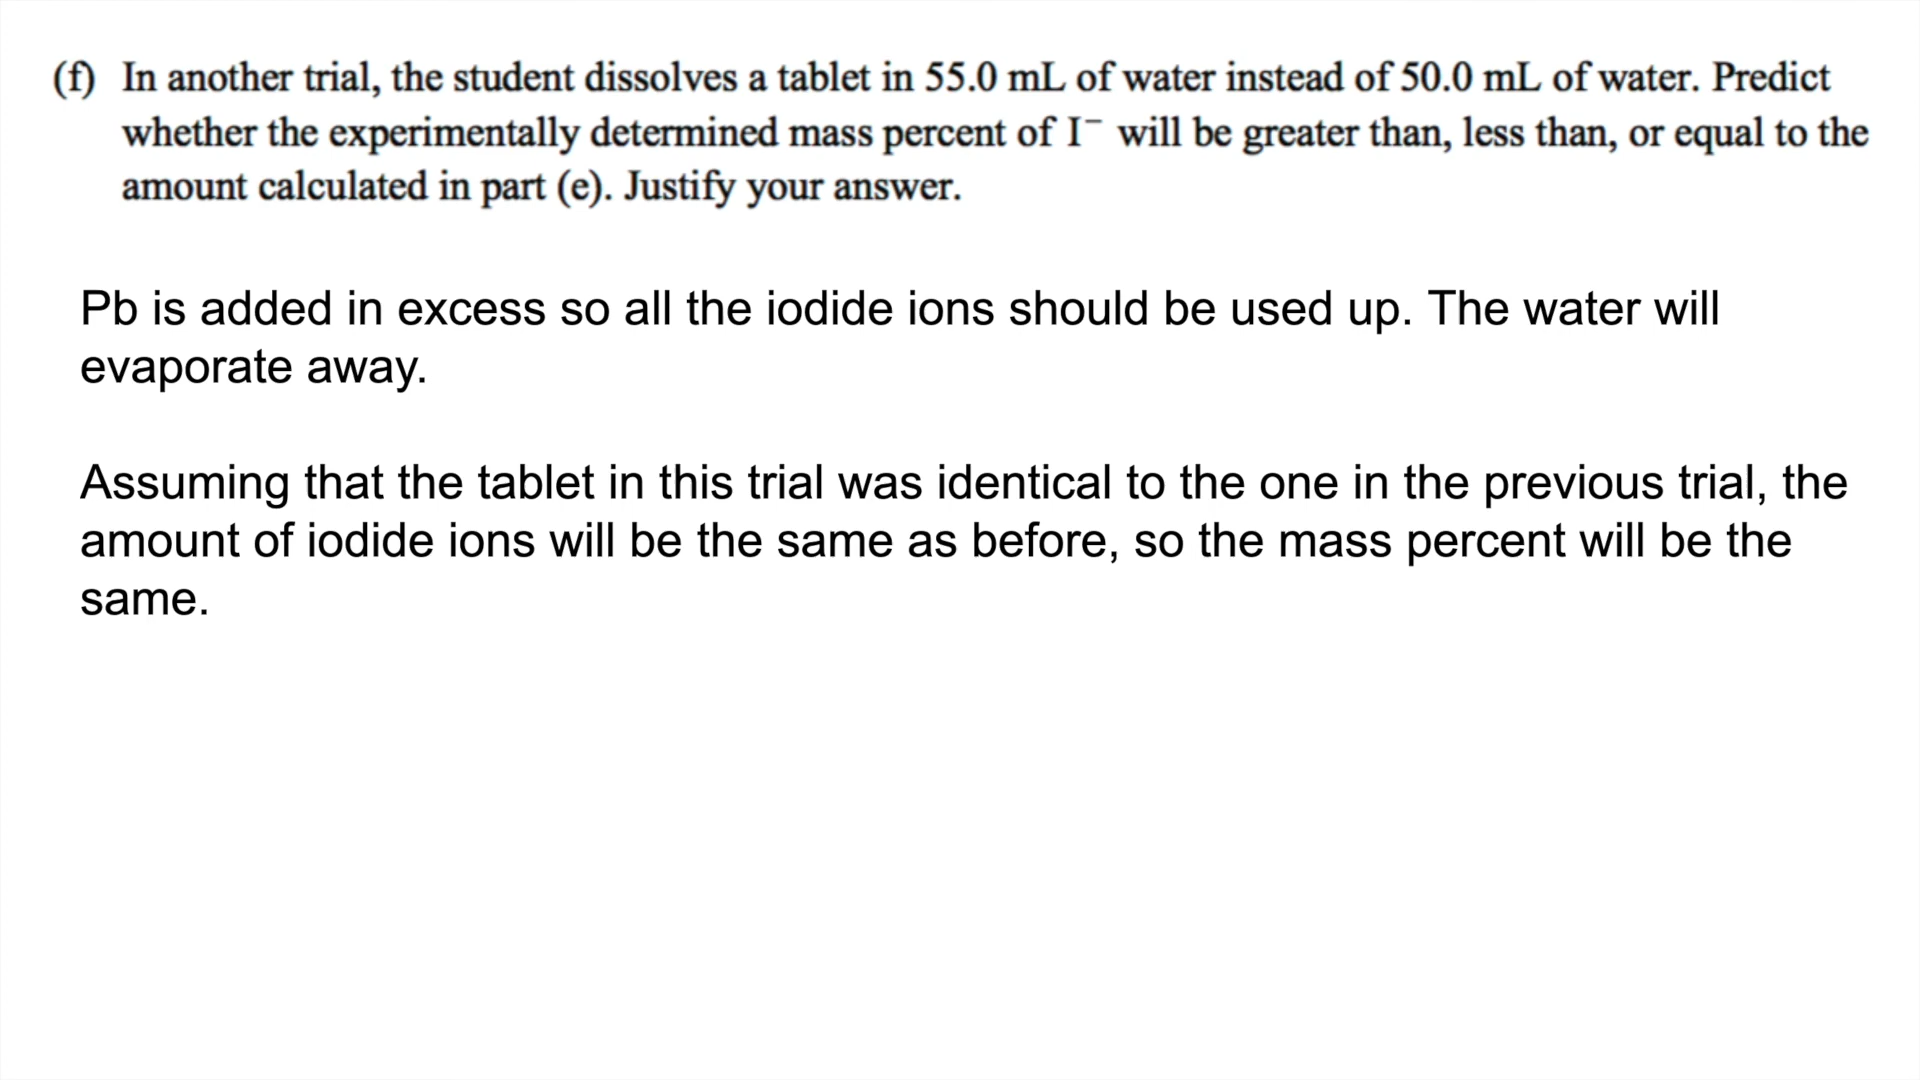 (f) In another trial, the student dissolves a tablet in 55.0 mL of water instead of 50.0 mL of water. Predict
whether the experimentally determined mass percent of I⁻ will be greater than, less than, or equal to the
amount calculated in part (e). Justify your answer.
Pb is added in excess so all the iodide ions should be used up. The water will
evaporate away.
Assuming that the tablet in this trial was identical to the one in the previous trial, the
amount of iodide ions will be the same as before, so the mass percent will be the
same.